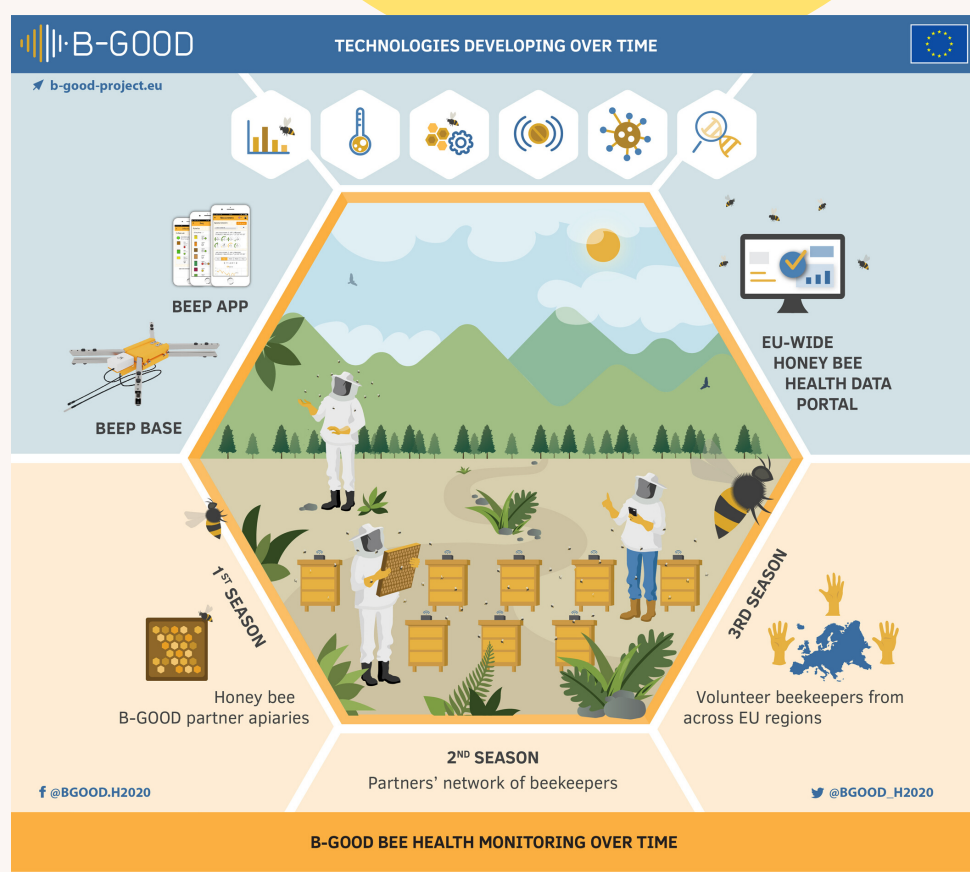 B-GOOD
TECHNOLOGIES DEVELOPING OVER TIME
b-good-project.eu
BEEP APP
BEEP BASE
EU-WIDE
HONEY BEE
HEALTH DATA
PORTAL
1ST SEASON
Honey bee
B-GOOD partner apiaries
2ND SEASON
Partners' network of beekeepers
3RD SEASON
Volunteer beekeepers from
across EU regions
@BGOOD.H2020
@BGOOD_H2020
B-GOOD BEE HEALTH MONITORING OVER TIME